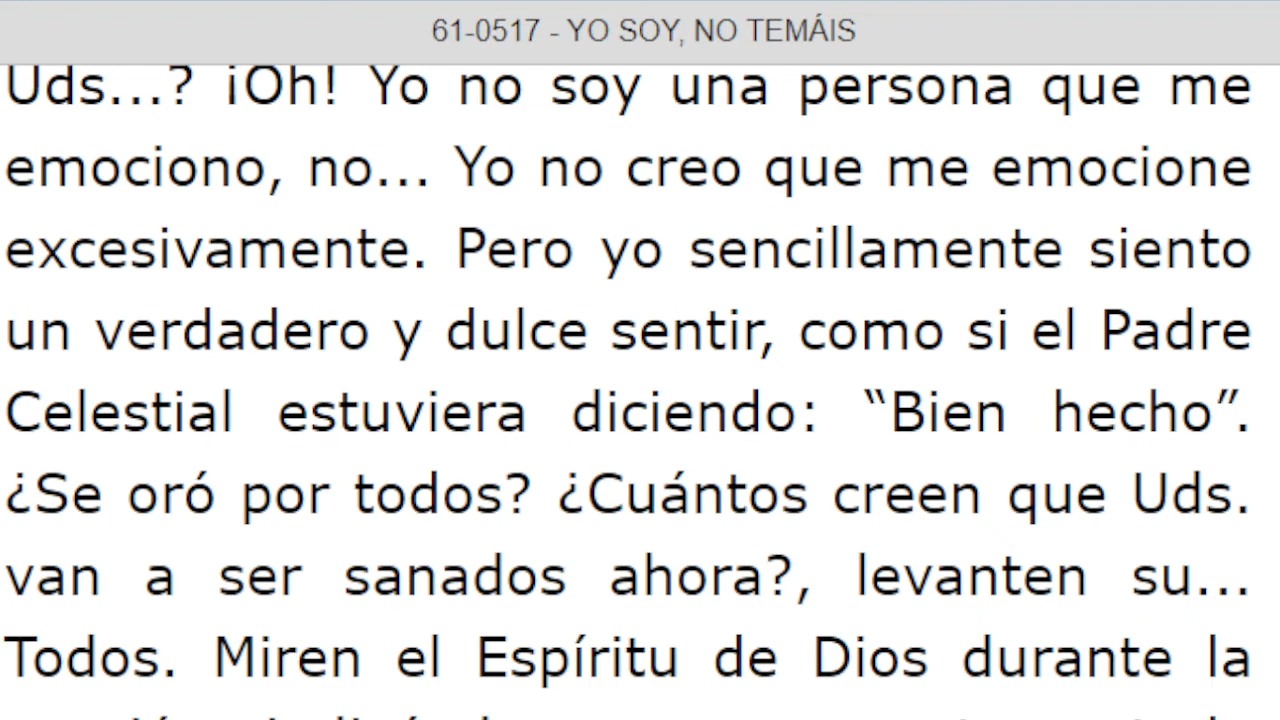 61-0517 - YO SOY, NO TEMÁIS
Uds...? ¡Oh! Yo no soy una persona que me
emociono, no... Yo no creo que me emocione
excesivamente. Pero yo sencillamente siento
un verdadero y dulce sentir, como si el Padre
Celestial estuviera diciendo: “Bien hecho”.
¿Se oró por todos? ¿Cuántos creen que Uds.
van a ser sanados ahora?, levanten su...
Todos. Miren el Espíritu de Dios durante la